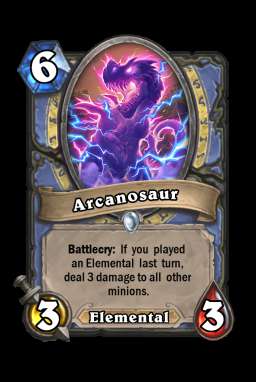 6
Arcanosaur
Battlecry: If you played
an Elemental last turn,
deal 3 damage to all other
minions.
3 Elemental 3